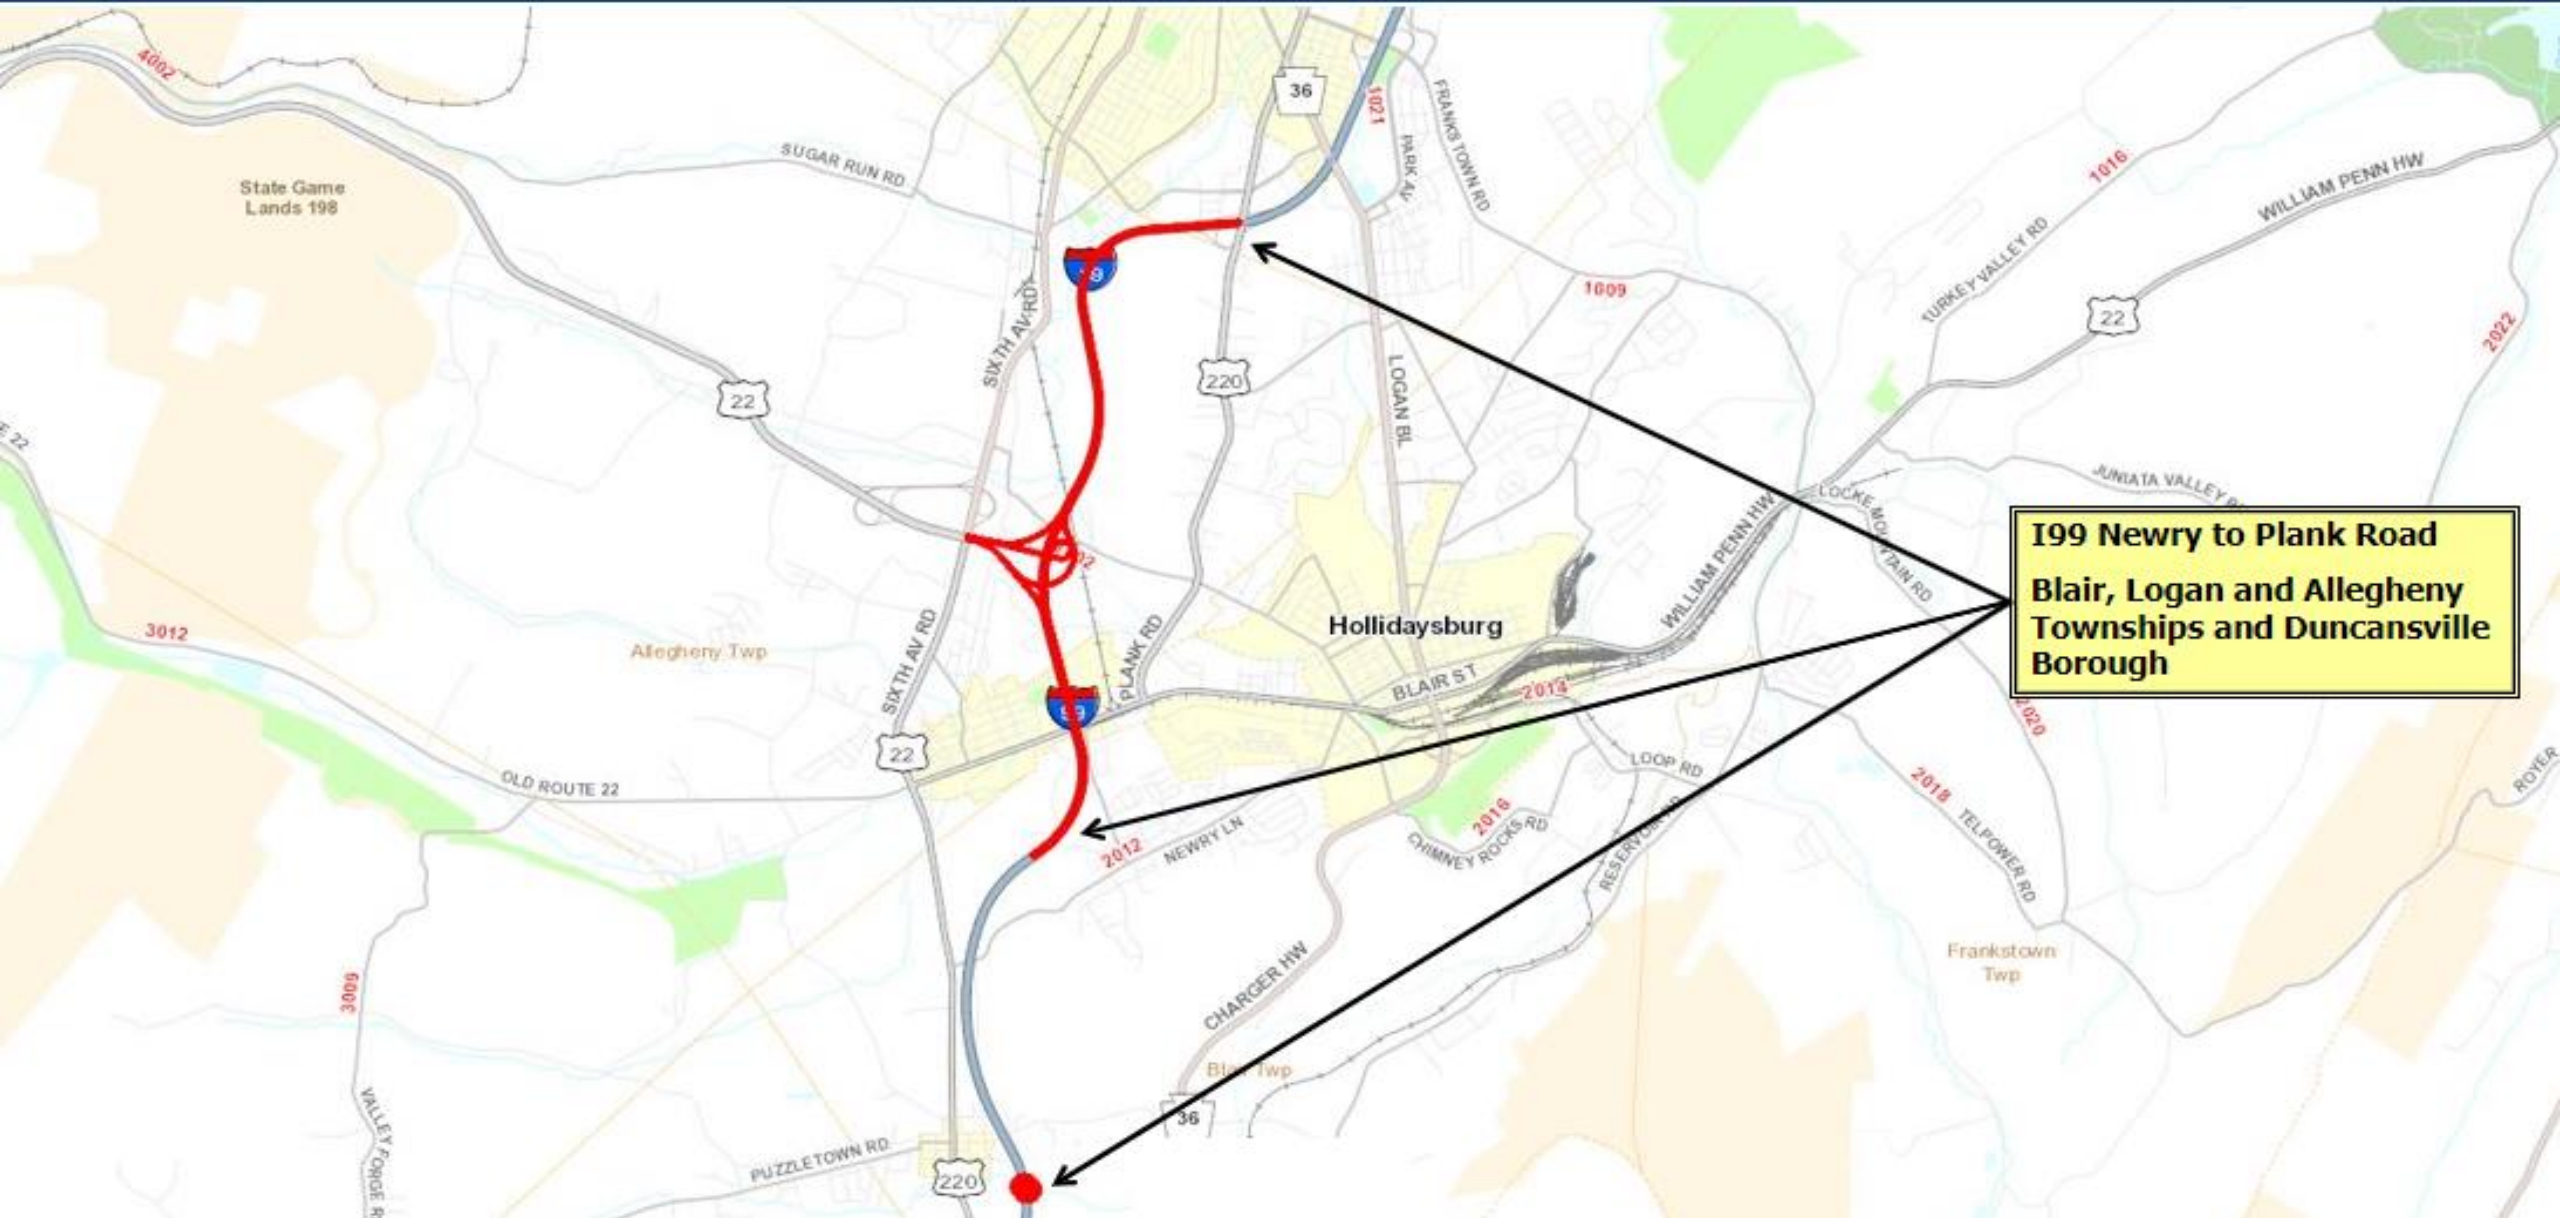 4002
36
1021
FRANKSTOWN RD
PARK AV
SUGAR RUN RD
State Game
Lands 198
1016
WILLIAM PENN HW
TURKEY VALLEY RD
22
2022
1009
SIXTH AV RD
220
22
LOGAN BL
E 22
JUNIATA VALLEY
LOCKE MOUNTAIN RD
WILLIAM PENN HW
I99 Newry to Plank Road
Blair, Logan and Allegheny
Townships and Duncansville
Borough
3012
Allegheny Twp
SIXTH AV RD
PLANK RD
Hollidaysburg
BLAIR ST
2014
99
22
2020
LOOP RD
ROYER
OLD ROUTE 22
2018
TELPOWER RD
2016
CHIMNEY ROCKS RD
RESERVOIR RD
2012
NEWRY LN
3009
CHARGER HW
Frankstown
Twp
Blair Twp
36
VALLEY FORGE R
PUZZLETOWN RD
220